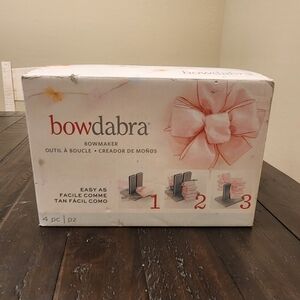 bowdabra
bowdabra®
BOWMAKER
OUTIL À BOUCLE • CREADOR DE MOÑOS
EASY AS
FACILE COMME
TAN FÁCIL COMO
1 2 3
4 pc | pz